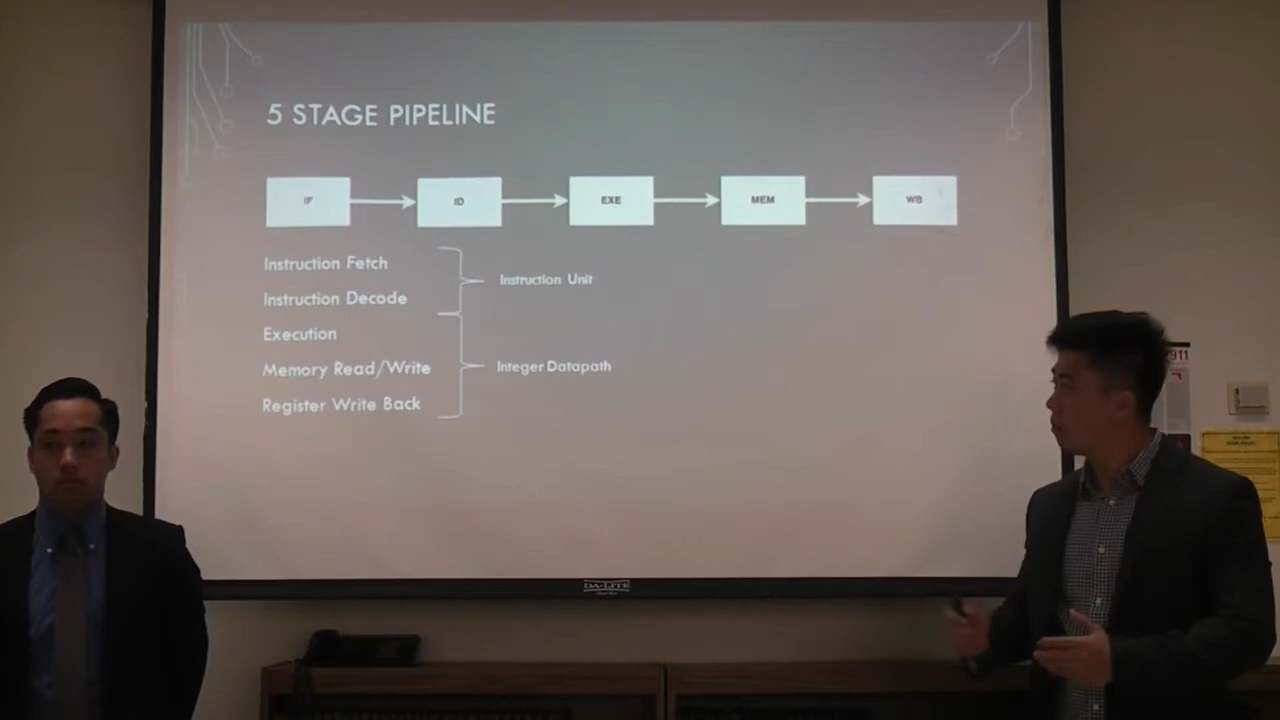 5 STAGE PIPELINE
IF
ID
EXE
MEM
WB
Instruction Fetch
Instruction Decode
Instruction Unit
Execution
Memory Read/Write
Integer Datapath
Register Write Back
911
DA-LITE